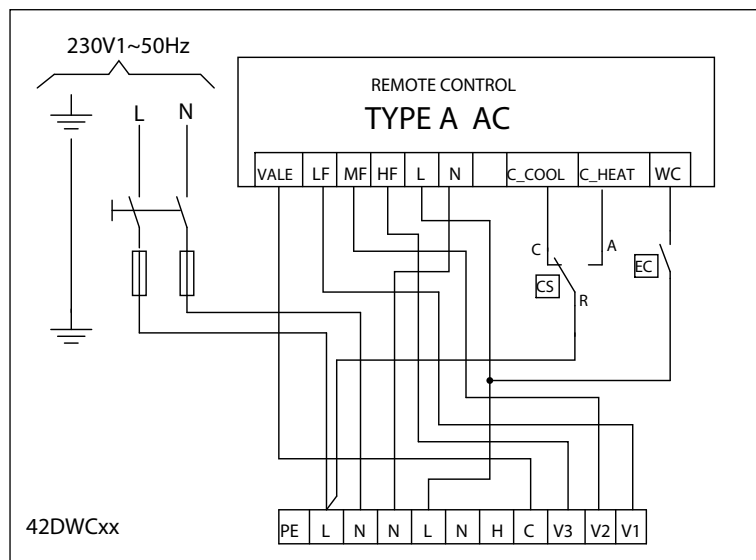 230V1~50Hz
L N
REMOTE CONTROL
TYPE A AC
VALE LF MF HF L N C_COOL C_HEAT WC
C A
CS EC
R
42DWCxx
PE L N N L N H C V3 V2 V1